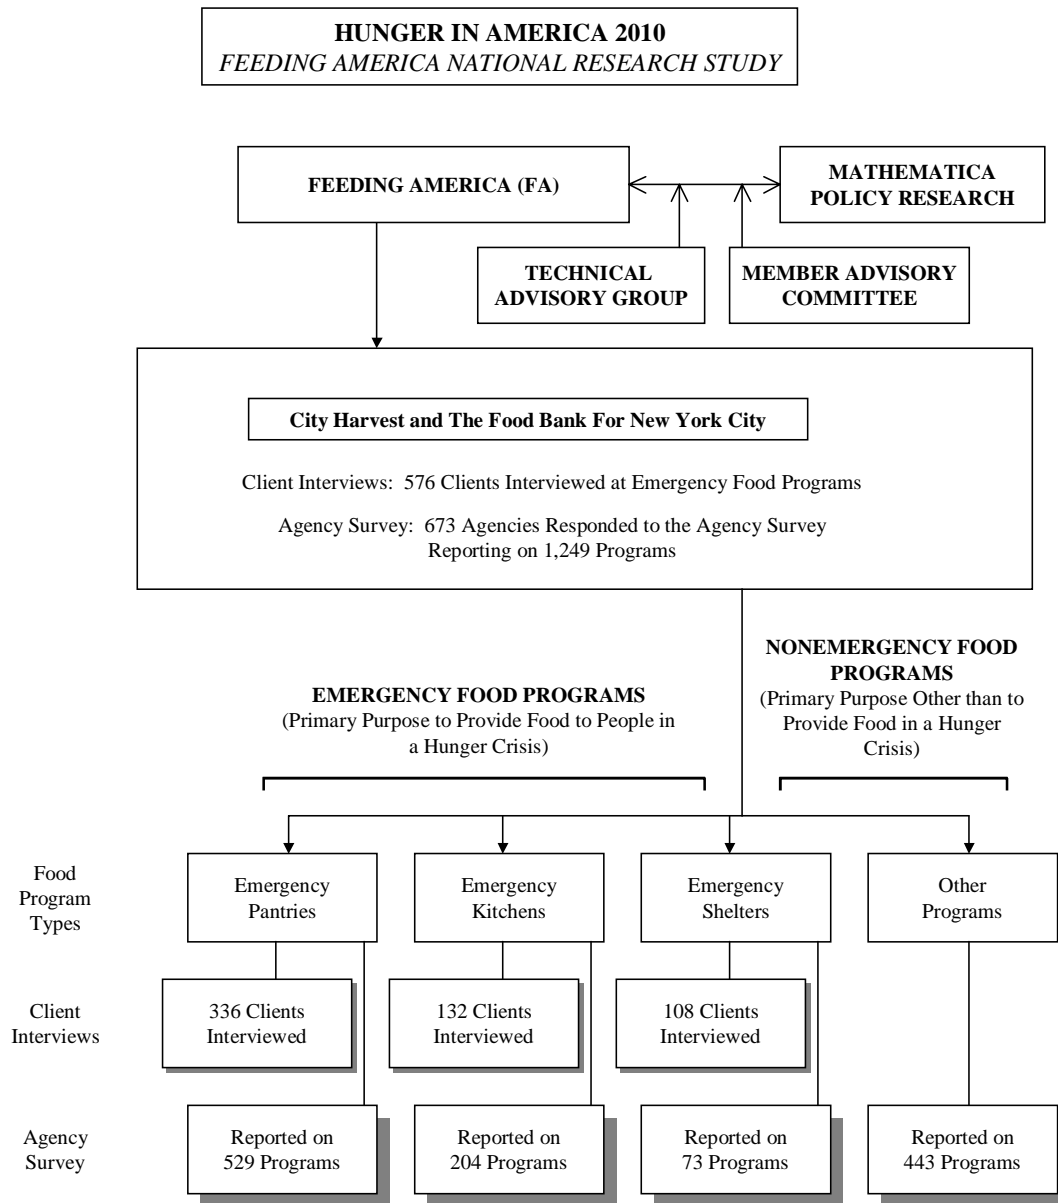 HUNGER IN AMERICA 2010
FEEDING AMERICA NATIONAL RESEARCH STUDY
FEEDING AMERICA (FA)
MATHEMATICA
POLICY RESEARCH
TECHNICAL
ADVISORY GROUP
MEMBER ADVISORY
COMMITTEE
City Harvest and The Food Bank For New York City
Client Interviews: 576 Clients Interviewed at Emergency Food Programs
Agency Survey: 673 Agencies Responded to the Agency Survey
Reporting on 1,249 Programs
EMERGENCY FOOD PROGRAMS
(Primary Purpose to Provide Food to People in
a Hunger Crisis)
NONEMERGENCY FOOD
PROGRAMS
(Primary Purpose Other than to
Provide Food in a Hunger
Crisis)
Food
Program
Types
Emergency
Pantries
Emergency
Kitchens
Emergency
Shelters
Other
Programs
Client
Interviews
336 Clients
Interviewed
132 Clients
Interviewed
108 Clients
Interviewed
Agency
Survey
Reported on
529 Programs
Reported on
204 Programs
Reported on
73 Programs
Reported on
443 Programs